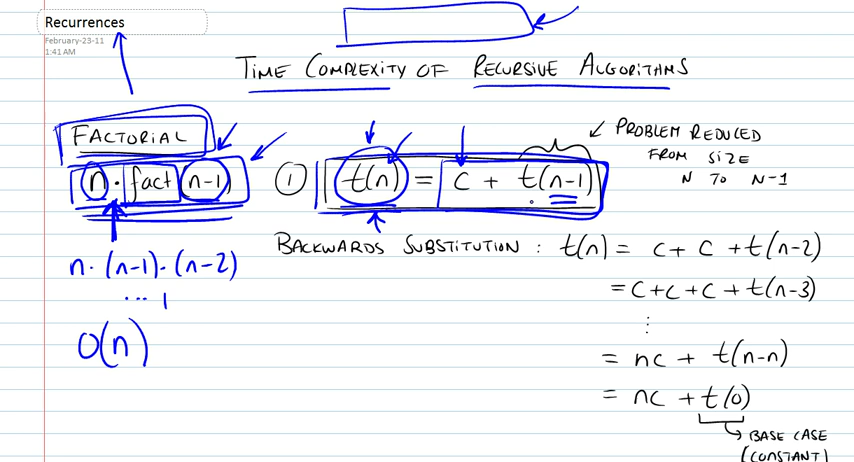 Recurrences
February-23-11
1:41 AM
TIME COMPLEXITY OF RECURSIVE ALGORITHMS
FACTORIAL
n · fact (n-1)
① t(n) = c + t(n-1)
PROBLEM REDUCED
FROM SIZE
N TO N-1
n · (n-1) · (n-2)
... 1
O(n)
BACKWARDS SUBSTITUTION : t(n) = c + c + t(n-2)
= c + c + c + t(n-3)
⋮
= nc + t(n-n)
= nc + t(0)
BASE CASE
(CONSTANT)